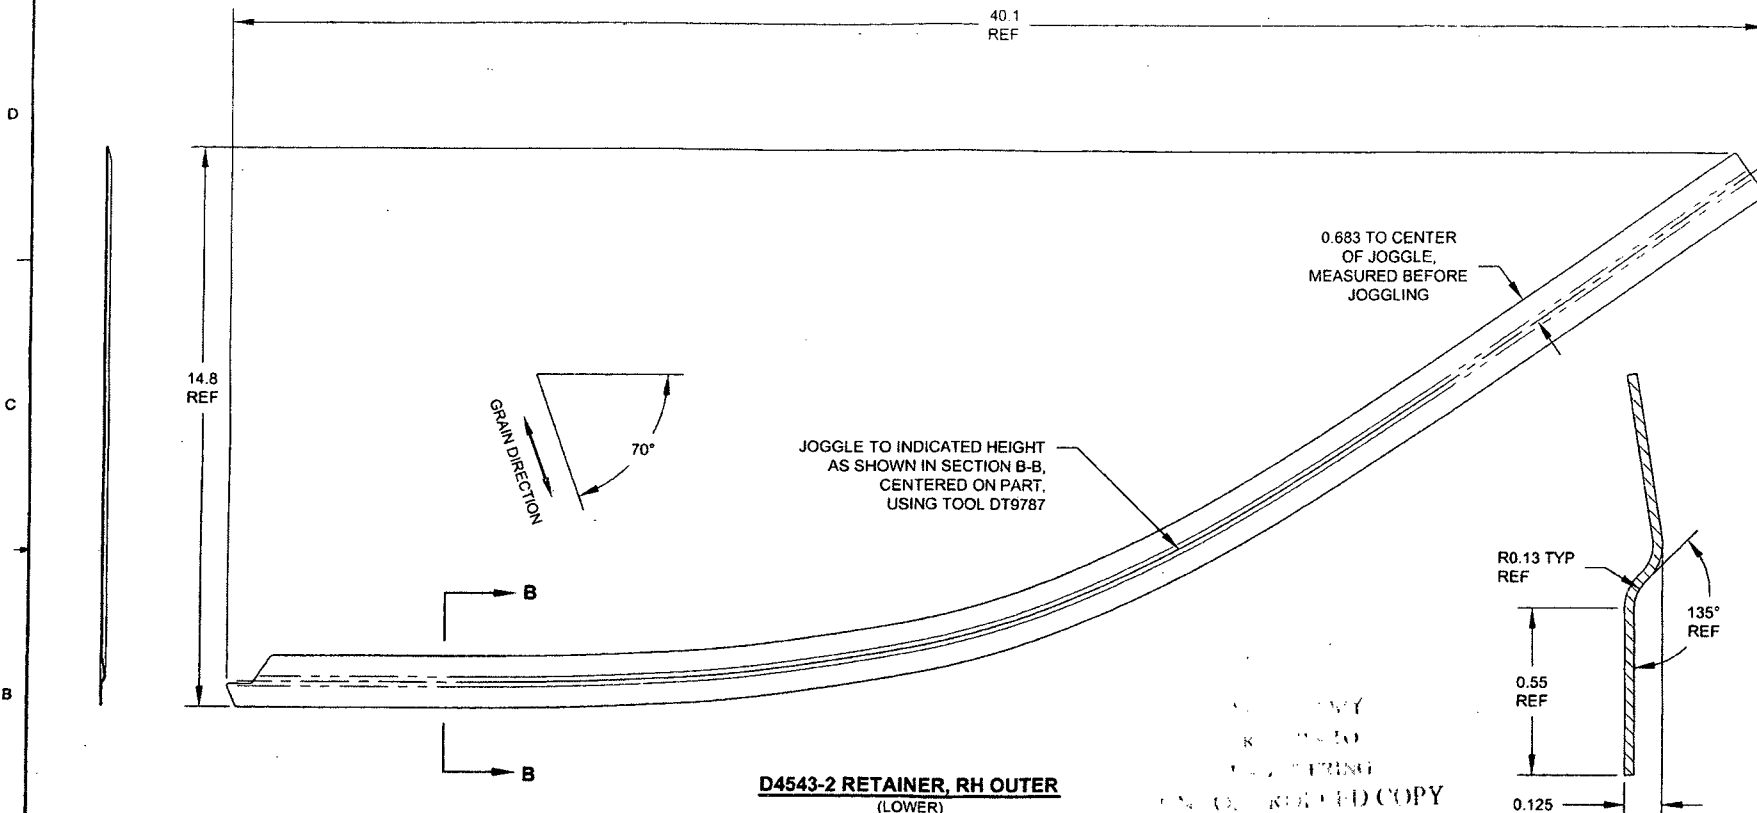 40.1
REF
D
0.683 TO CENTER
OF JOGGLE,
MEASURED BEFORE
JOGGLING
14.8
REF
C
GRAIN DIRECTION
70°
JOGGLE TO INDICATED HEIGHT
AS SHOWN IN SECTION B-B,
CENTERED ON PART,
USING TOOL DT9787
R0.13 TYP
REF
135°
REF
B
B
0.55
REF
B
B
D4543-2 RETAINER, RH OUTER
(LOWER)
COPY
0.125